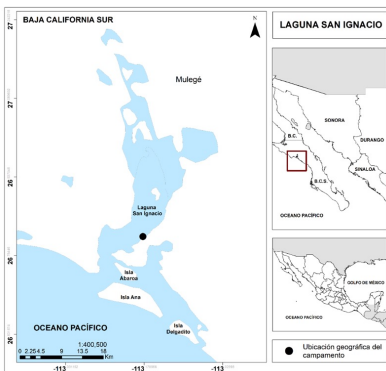 BAJA CALIFORNIA SUR
N
Mulegé
Laguna
San Ignacio
Isla
Abaroa
Isla Ana
Isla
Delgadito
OCEANO PACÍFICO
1:400,500
0 2.25 4.5 9 13.5 18
Km
27
27
26
26
26
-113
-113
-113
LAGUNA SAN IGNACIO
B.C.
SONORA
DURANGO
SINALOA
B.C.S.
OCEANO PACÍFICO
GOLFO DE MÉXICO
OCEANO PACÍFICO
Ubicación geográfica del
campamento